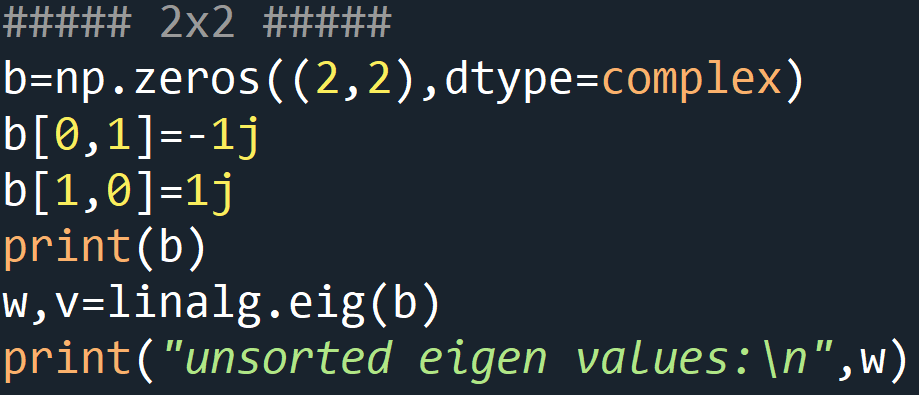 ##### 2x2 #####
b=np.zeros((2,2),dtype=complex)
b[0,1]=-1j
b[1,0]=1j
print(b)
w,v=linalg.eig(b)
print("unsorted eigen values:\n",w)